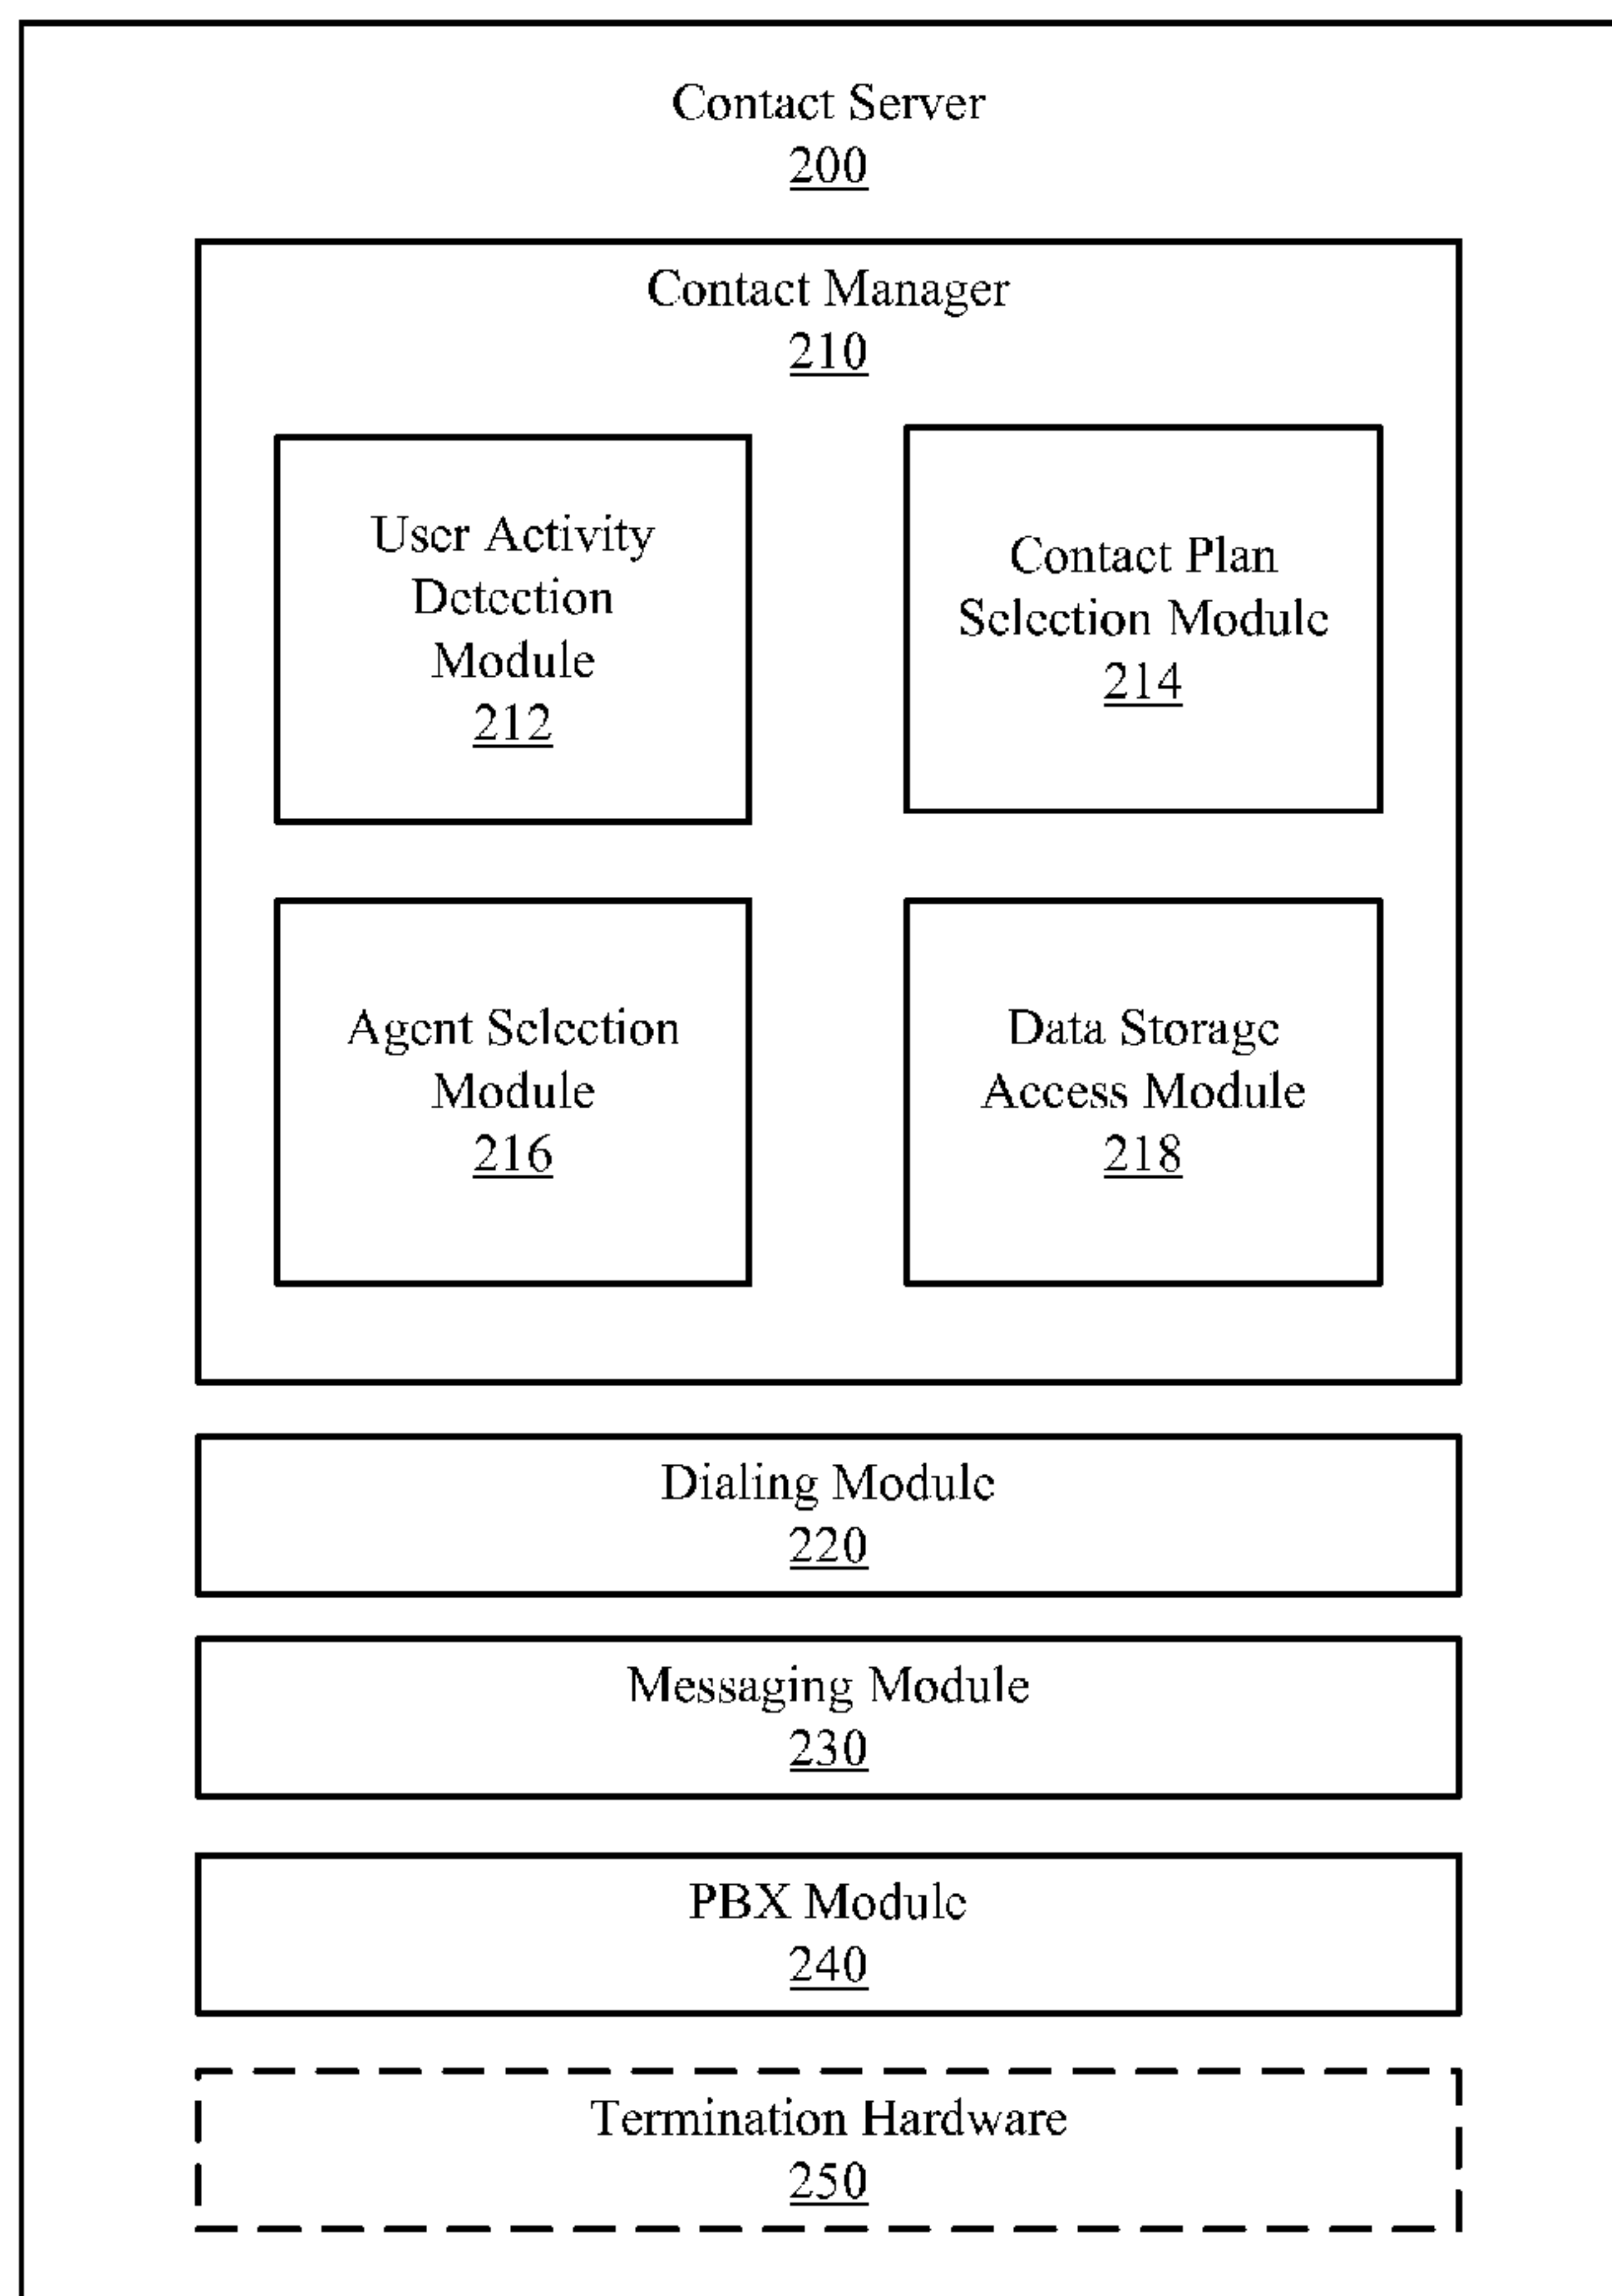 Contact Server
200
Contact Manager
210
User Activity
Detection
Module
212
Contact Plan
Selection Module
214
Agent Selection
Module
216
Data Storage
Access Module
218
Dialing Module
220
Messaging Module
230
PBX Module
240
Termination Hardware
250